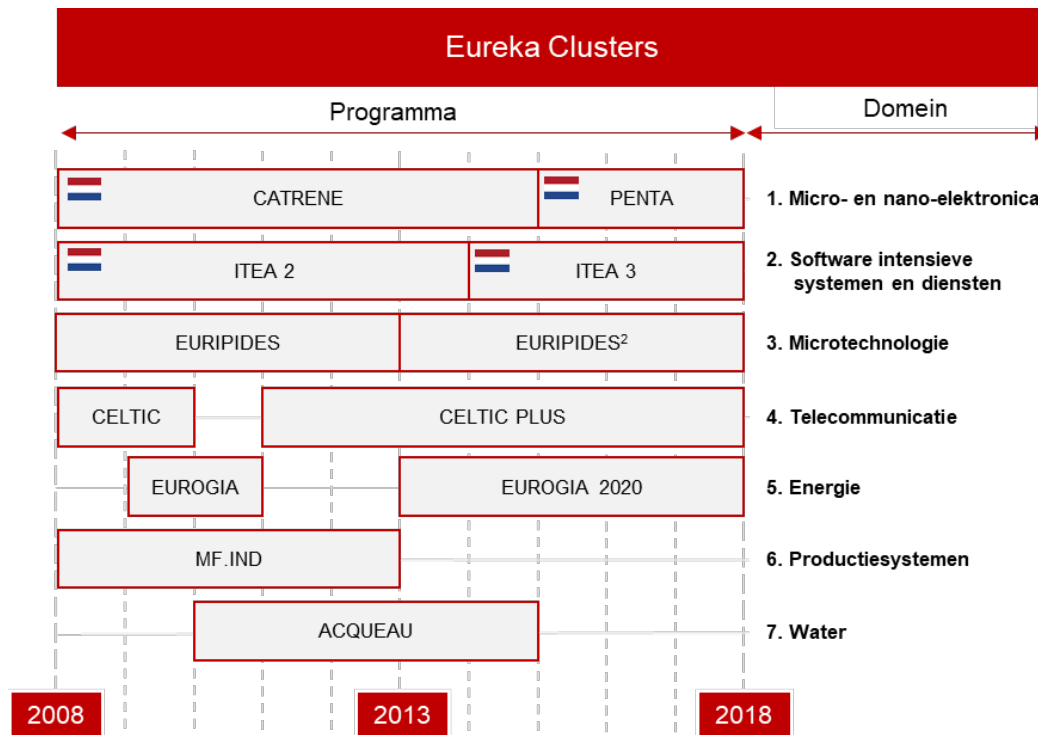 Eureka Clusters
Programma
Domein
CATRENE
PENTA
1. Micro- en nano-elektronica
ITEA 2
ITEA 3
2. Software intensieve
systemen en diensten
EURIPIDES
EURIPIDES²
3. Microtechnologie
CELTIC
CELTIC PLUS
4. Telecommunicatie
EUROGIA
EUROGIA 2020
5. Energie
MF.IND
6. Productiesystemen
ACQUEAU
7. Water
2008
2013
2018